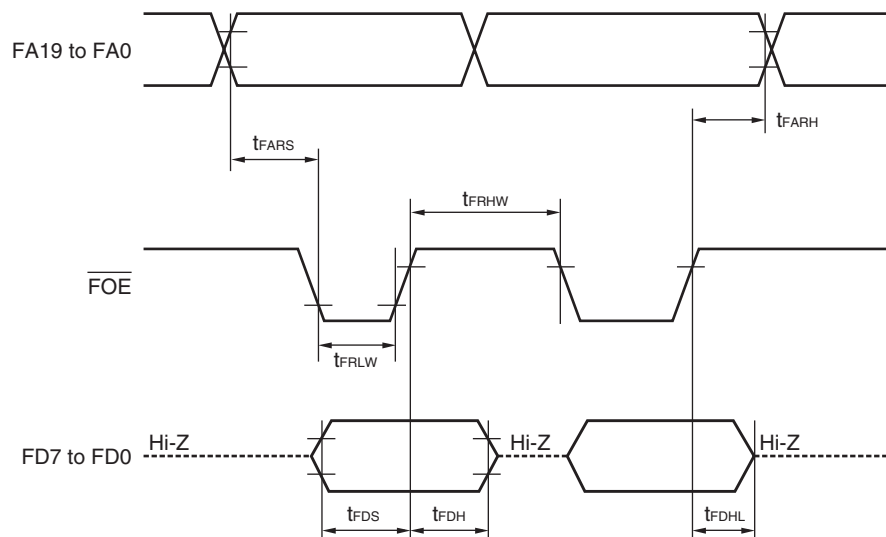 FA19 to FA0
tFARH
tFARS
tFRHW
FOE
tFRLW
Hi-Z
Hi-Z
Hi-Z
FD7 to FD0
tFDS
tFDH
tFDHL